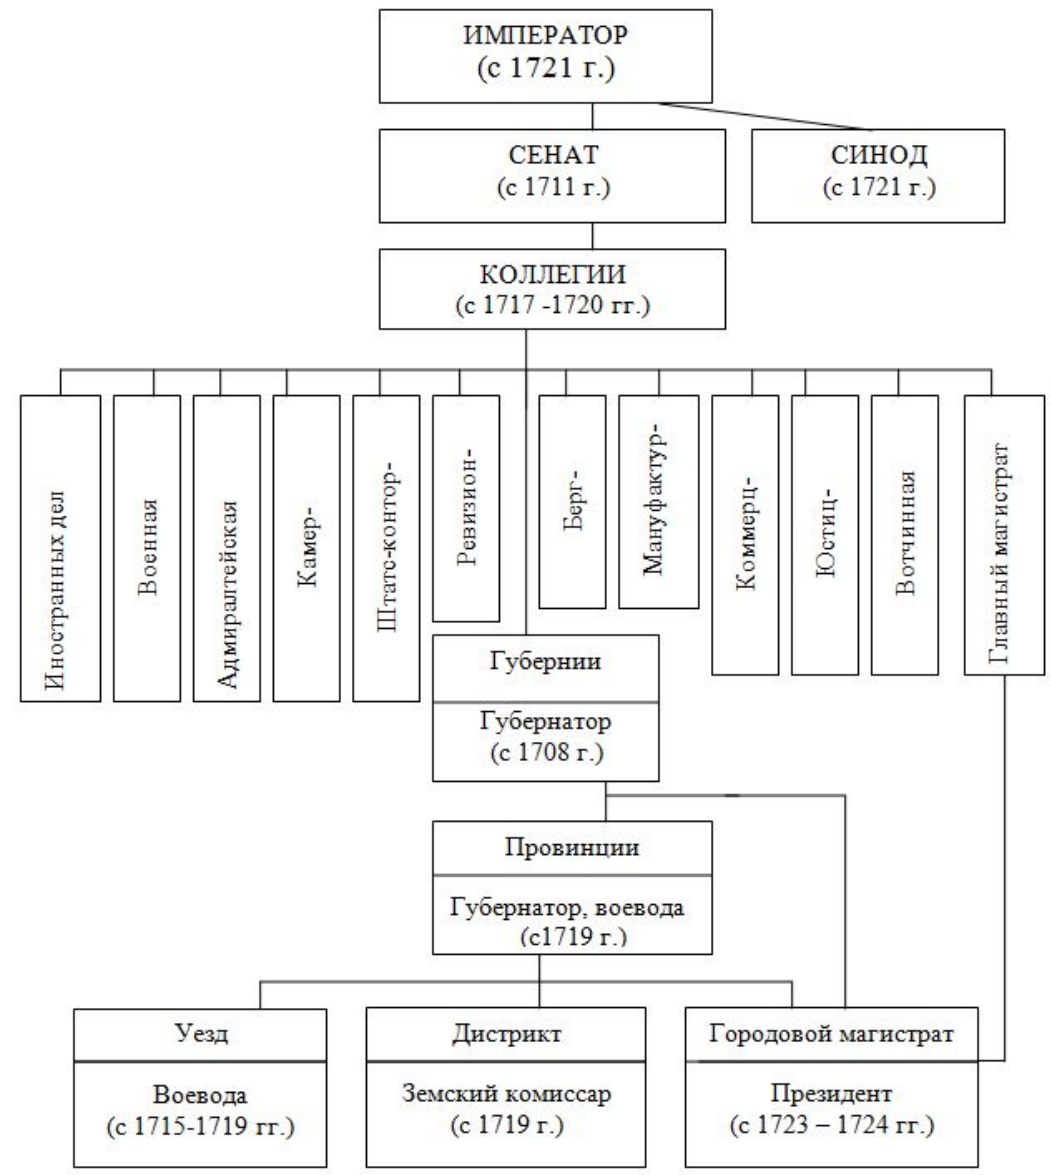 ИМПЕРАТОР
(с 1721 г.)
СЕНАТ
(с 1711 г.)
СИНОД
(с 1721 г.)
КОЛЛЕГИИ
(с 1717 -1720 гг.)
Иностранных дел
Военная
Адмиралтейская
Камер-
Штатс-контор-
Ревизион-
Берг-
Мануфактур-
Коммерц-
Юстиц-
Вотчинная
Главный магистрат
Губернии
Губернатор
(с 1708 г.)
Провинции
Губернатор, воевода
(с1719 г.)
Уезд
Воевода
(с 1715-1719 гг.)
Дистрикт
Земский комиссар
(с 1719 г.)
Городовой магистрат
Президент
(с 1723 – 1724 гг.)